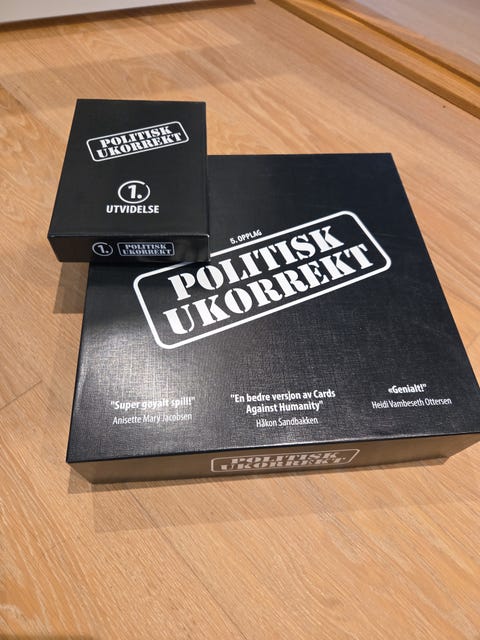 POLITISK
UKORREKT
1.
UTVIDELSE
1. POLITISK
UKORREKT
5. OPPLAG
POLITISK
UKORREKT
"Super gøyalt spill!"
Anisette Mary Jacobsen
"En bedre versjon av Cards
Against Humanity"
Håkon Sandbakken
«Genialt!"
Heidi Vambeseth Ottersen
POLITISK
UKORREKT